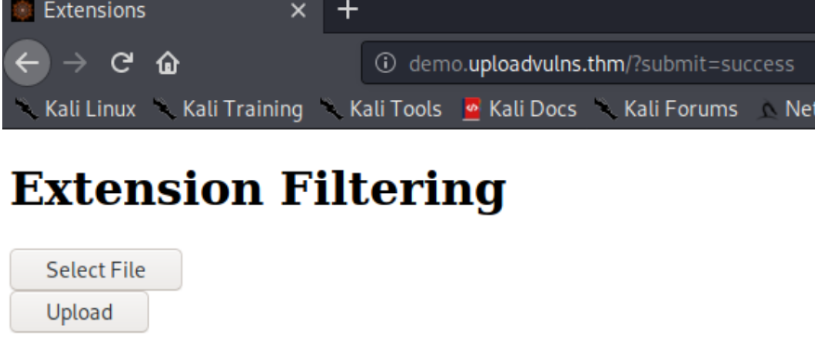 Extensions
demo.uploadvulns.thm/?submit=success
Kali Linux Kali Training Kali Tools Kali Docs Kali Forums Net
Extension Filtering
Select File
Upload